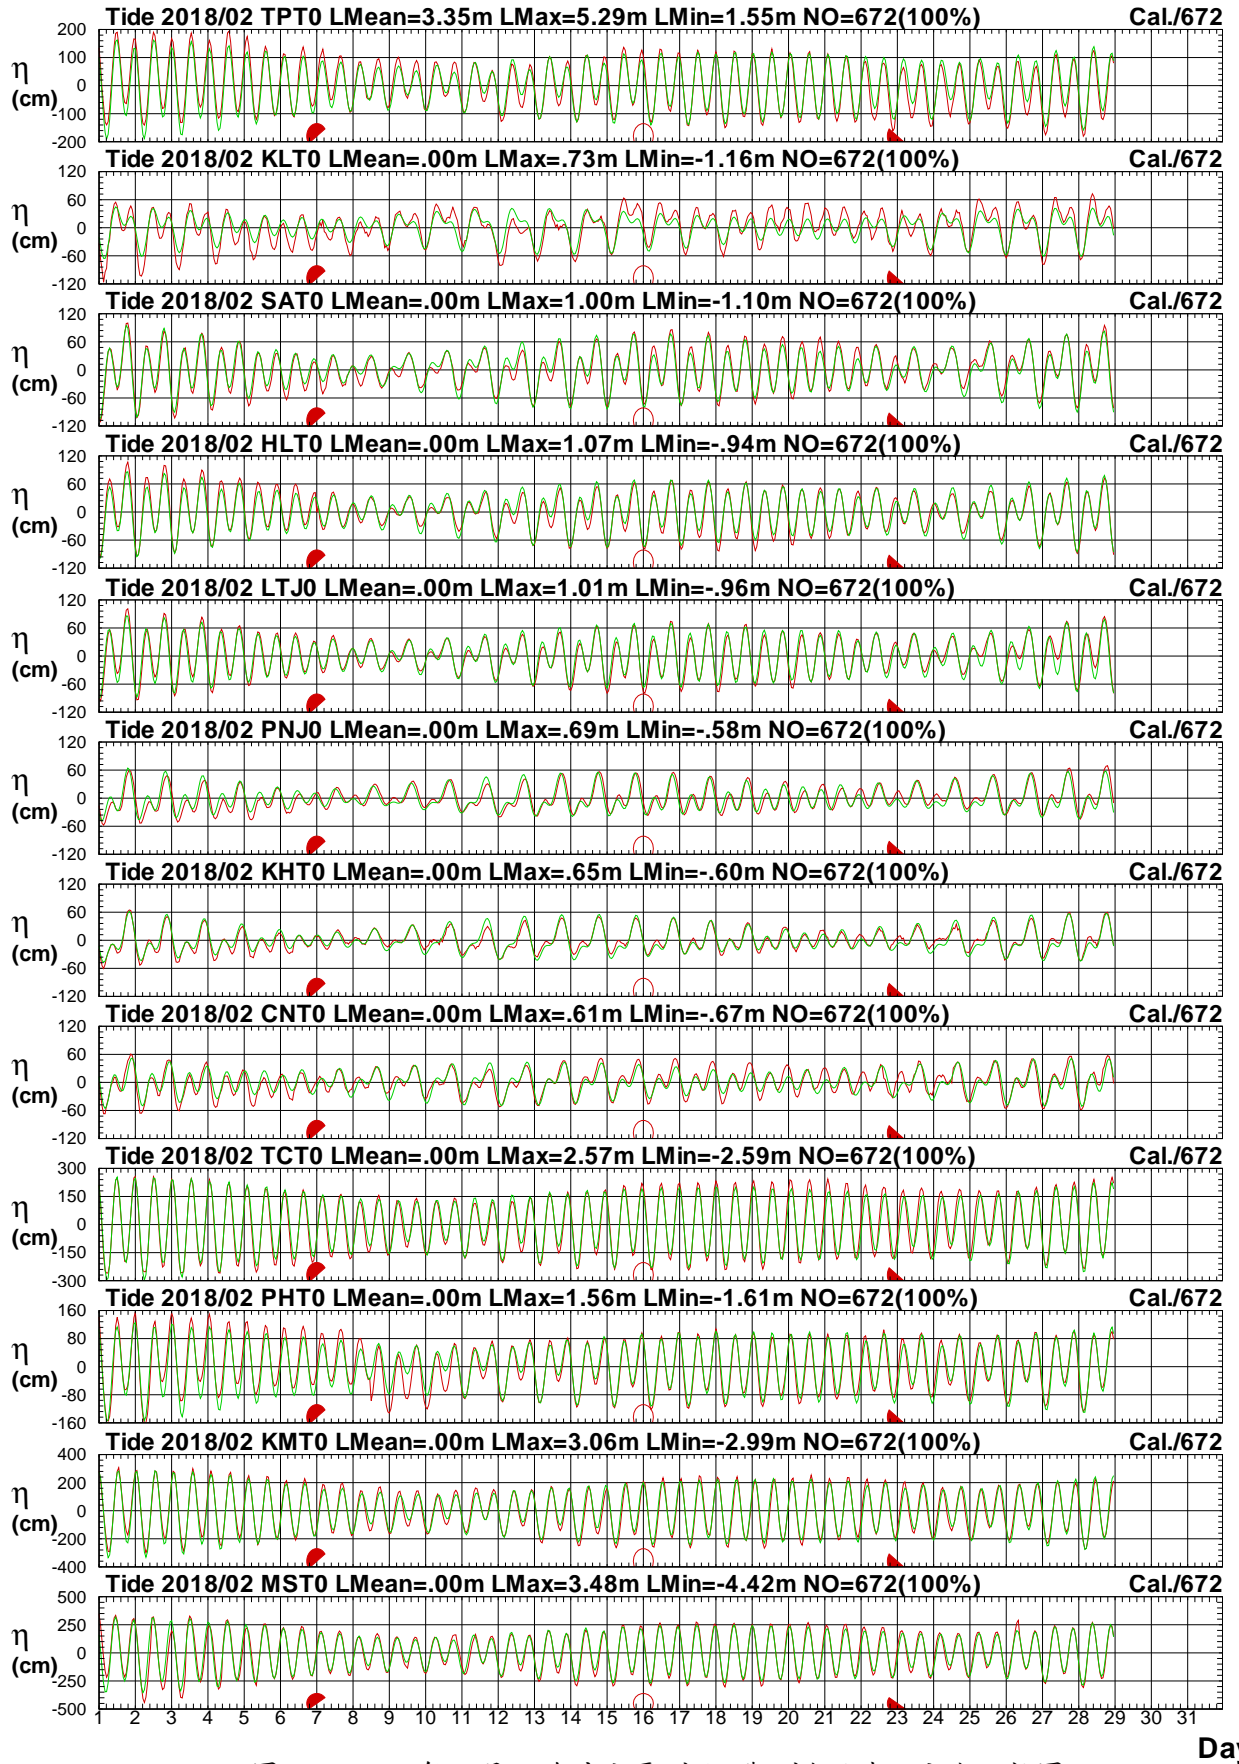 Tide 2018/02 TPT0 LMean=3.35m LMax=5.29m LMin=1.55m NO=672(100%) Cal./672
200
100
0
-100
-200
η
(cm)
Tide 2018/02 KLT0 LMean=.00m LMax=.73m LMin=-1.16m NO=672(100%) Cal./672
120
60
0
-60
-120
η
(cm)
Tide 2018/02 SAT0 LMean=.00m LMax=1.00m LMin=-1.10m NO=672(100%) Cal./672
120
60
0
-60
-120
η
(cm)
Tide 2018/02 HLT0 LMean=.00m LMax=1.07m LMin=-.94m NO=672(100%) Cal./672
120
60
0
-60
-120
η
(cm)
Tide 2018/02 LTJ0 LMean=.00m LMax=1.01m LMin=-.96m NO=672(100%) Cal./672
120
60
0
-60
-120
η
(cm)
Tide 2018/02 PNJ0 LMean=.00m LMax=.69m LMin=-.58m NO=672(100%) Cal./672
120
60
0
-60
-120
η
(cm)
Tide 2018/02 KHT0 LMean=.00m LMax=.65m LMin=-.60m NO=672(100%) Cal./672
120
60
0
-60
-120
η
(cm)
Tide 2018/02 CNT0 LMean=.00m LMax=.61m LMin=-.67m NO=672(100%) Cal./672
120
60
0
-60
-120
η
(cm)
Tide 2018/02 TCT0 LMean=.00m LMax=2.57m LMin=-2.59m NO=672(100%) Cal./672
300
150
0
-150
-300
η
(cm)
Tide 2018/02 PHT0 LMean=.00m LMax=1.56m LMin=-1.61m NO=672(100%) Cal./672
160
80
0
-80
-160
η
(cm)
Tide 2018/02 KMT0 LMean=.00m LMax=3.06m LMin=-2.99m NO=672(100%) Cal./672
400
200
0
-200
-400
η
(cm)
Tide 2018/02 MST0 LMean=.00m LMax=3.48m LMin=-4.42m NO=672(100%) Cal./672
500
250
0
-250
-500
η
(cm)
1 2 3 4 5 6 7 8 9 10 11 12 13 14 15 16 17 18 19 20 21 22 23 24 25 26 27 28 29 30 31